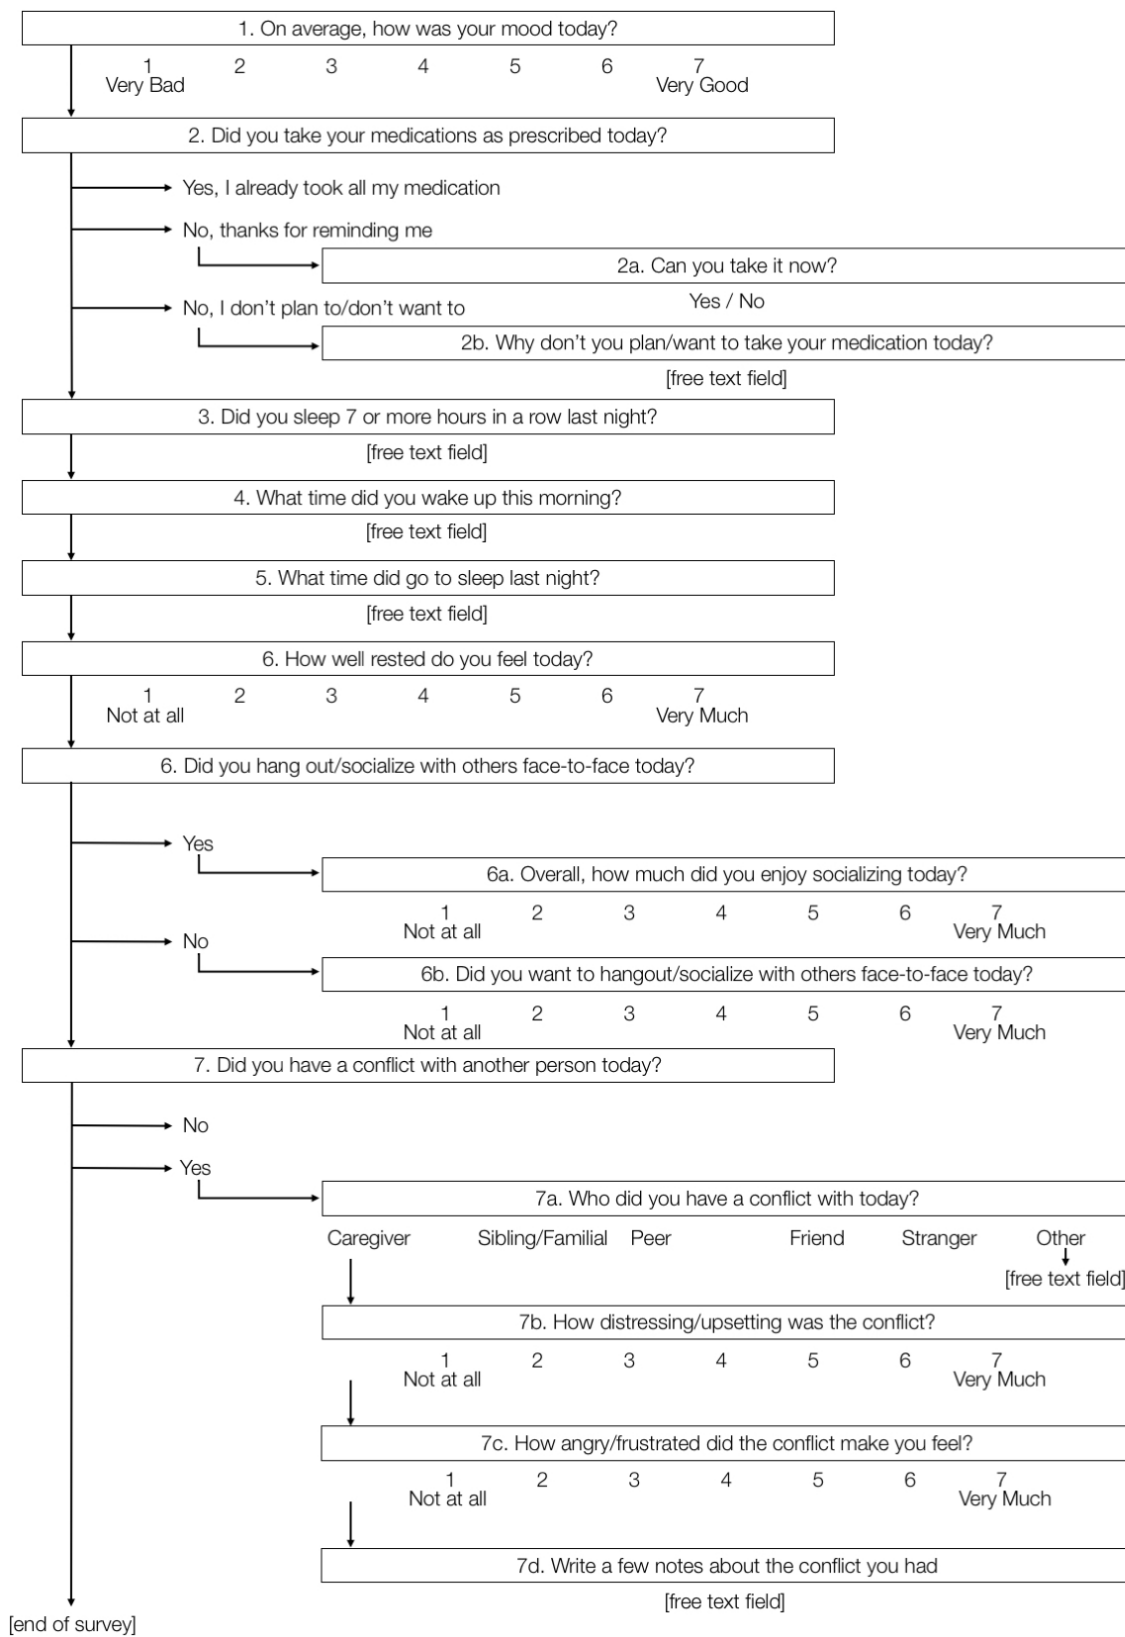 1. On average, how was your mood today?
1 2 3 4 5 6 7
Very Bad Very Good
2. Did you take your medications as prescribed today?
Yes, I already took all my medication
No, thanks for reminding me
2a. Can you take it now?
Yes / No
No, I don't plan to/don't want to
2b. Why don't you plan/want to take your medication today?
[free text field]
3. Did you sleep 7 or more hours in a row last night?
[free text field]
4. What time did you wake up this morning?
[free text field]
5. What time did go to sleep last night?
[free text field]
6. How well rested do you feel today?
1 2 3 4 5 6 7
Not at all Very Much
6. Did you hang out/socialize with others face-to-face today?
Yes
6a. Overall, how much did you enjoy socializing today?
1 2 3 4 5 6 7
Not at all Very Much
No
6b. Did you want to hangout/socialize with others face-to-face today?
1 2 3 4 5 6 7
Not at all Very Much
7. Did you have a conflict with another person today?
No
Yes
7a. Who did you have a conflict with today?
Caregiver Sibling/Familial Peer Friend Stranger Other
[free text field]
7b. How distressing/upsetting was the conflict?
1 2 3 4 5 6 7
Not at all Very Much
7c. How angry/frustrated did the conflict make you feel?
1 2 3 4 5 6 7
Not at all Very Much
7d. Write a few notes about the conflict you had
[free text field]
[end of survey]